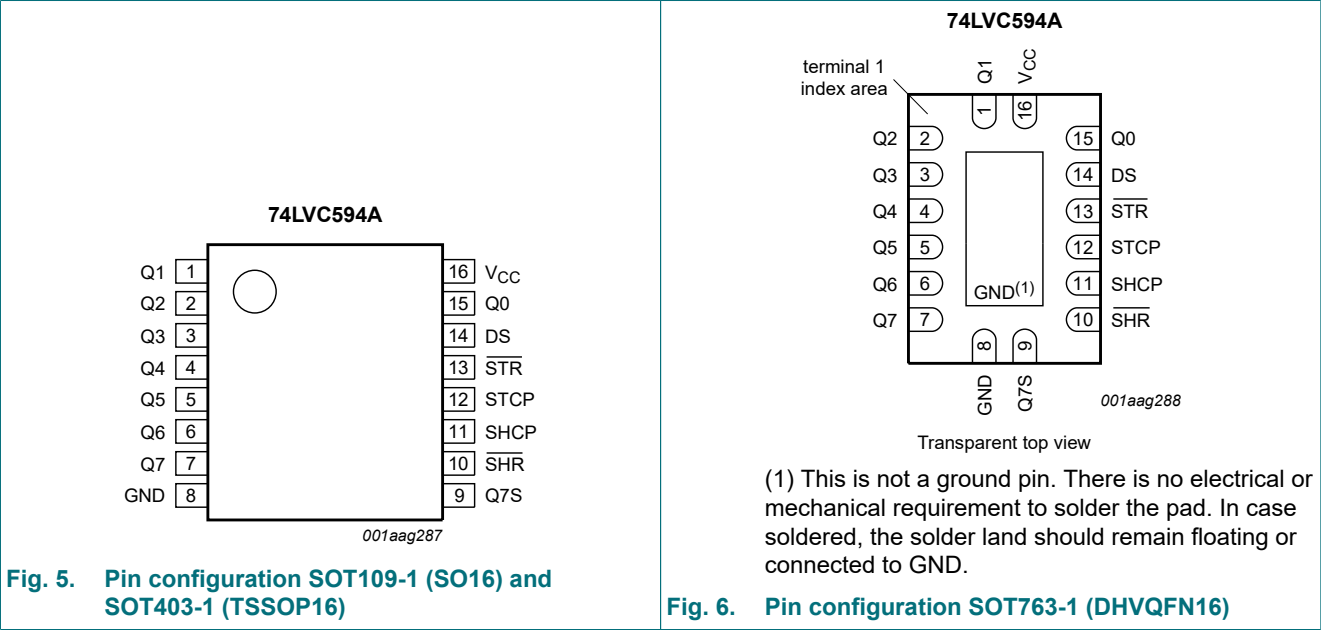 74LVC594A
Q1 1
Q2 2
Q3 3
Q4 4
Q5 5
Q6 6
Q7 7
GND 8
16 VCC
15 Q0
14 DS
13 STR
12 STCP
11 SHCP
10 SHR
9 Q7S
001aag287
Fig. 5. Pin configuration SOT109-1 (SO16) and
SOT403-1 (TSSOP16)
74LVC594A
terminal 1
index area
Q1 VCC
1 16
Q2 2
Q3 3
Q4 4
Q5 5
Q6 6
Q7 7
15 Q0
14 DS
13 STR
12 STCP
11 SHCP
10 SHR
GND(1)
8 9
GND Q7S
001aag288
Transparent top view
(1) This is not a ground pin. There is no electrical or
mechanical requirement to solder the pad. In case
soldered, the solder land should remain floating or
connected to GND.
Fig. 6. Pin configuration SOT763-1 (DHVQFN16)